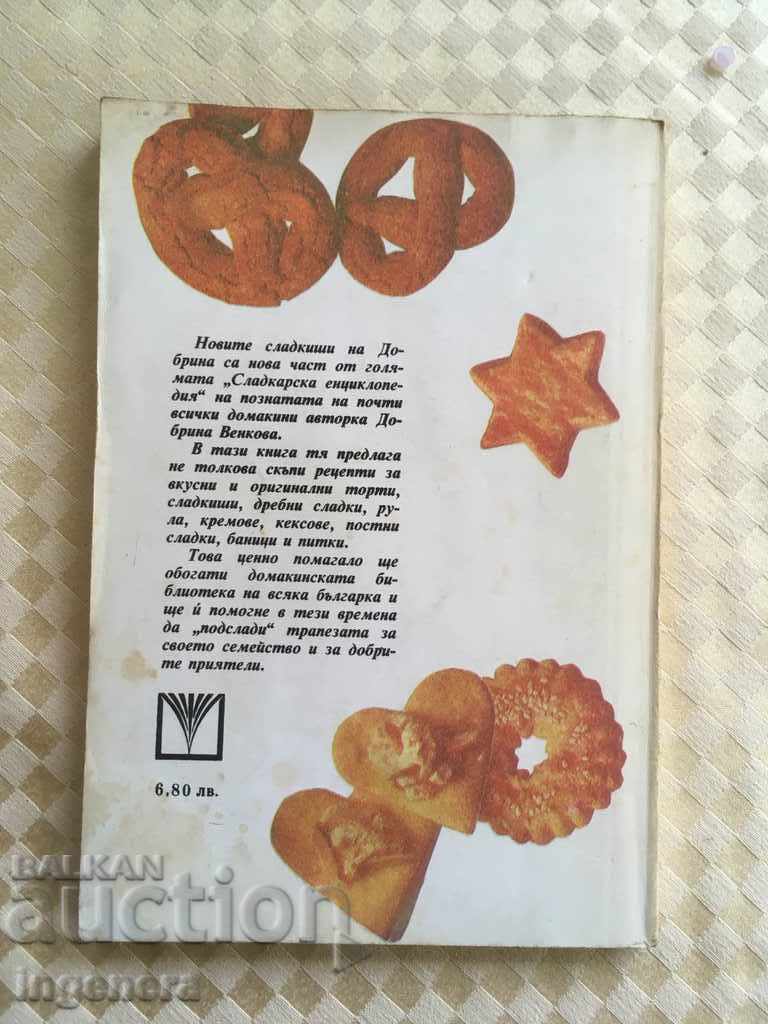 Новите сладкиши на До-
брина са нова част от голя-
мата „Сладкарска енциклопе-
дия“ на познатата на почти
всички домакини авторка До-
брина Венкова.
В тази книга тя предлага
не толкова скъпи рецепти за
вкусни и оригинални торти,
сладкиши, дребни сладки, ру-
ла, кремове, кексове, постни
сладки, баници и питки.
Това ценно помагало ще
обогати домакинската би-
блиотека на всяка българка и
ще ѝ помогне в тези времена
да „подслади“ трапезата за
своето семейство и за добри-
те приятели.
6,80 лв.
BALKAN
auction
ingenera